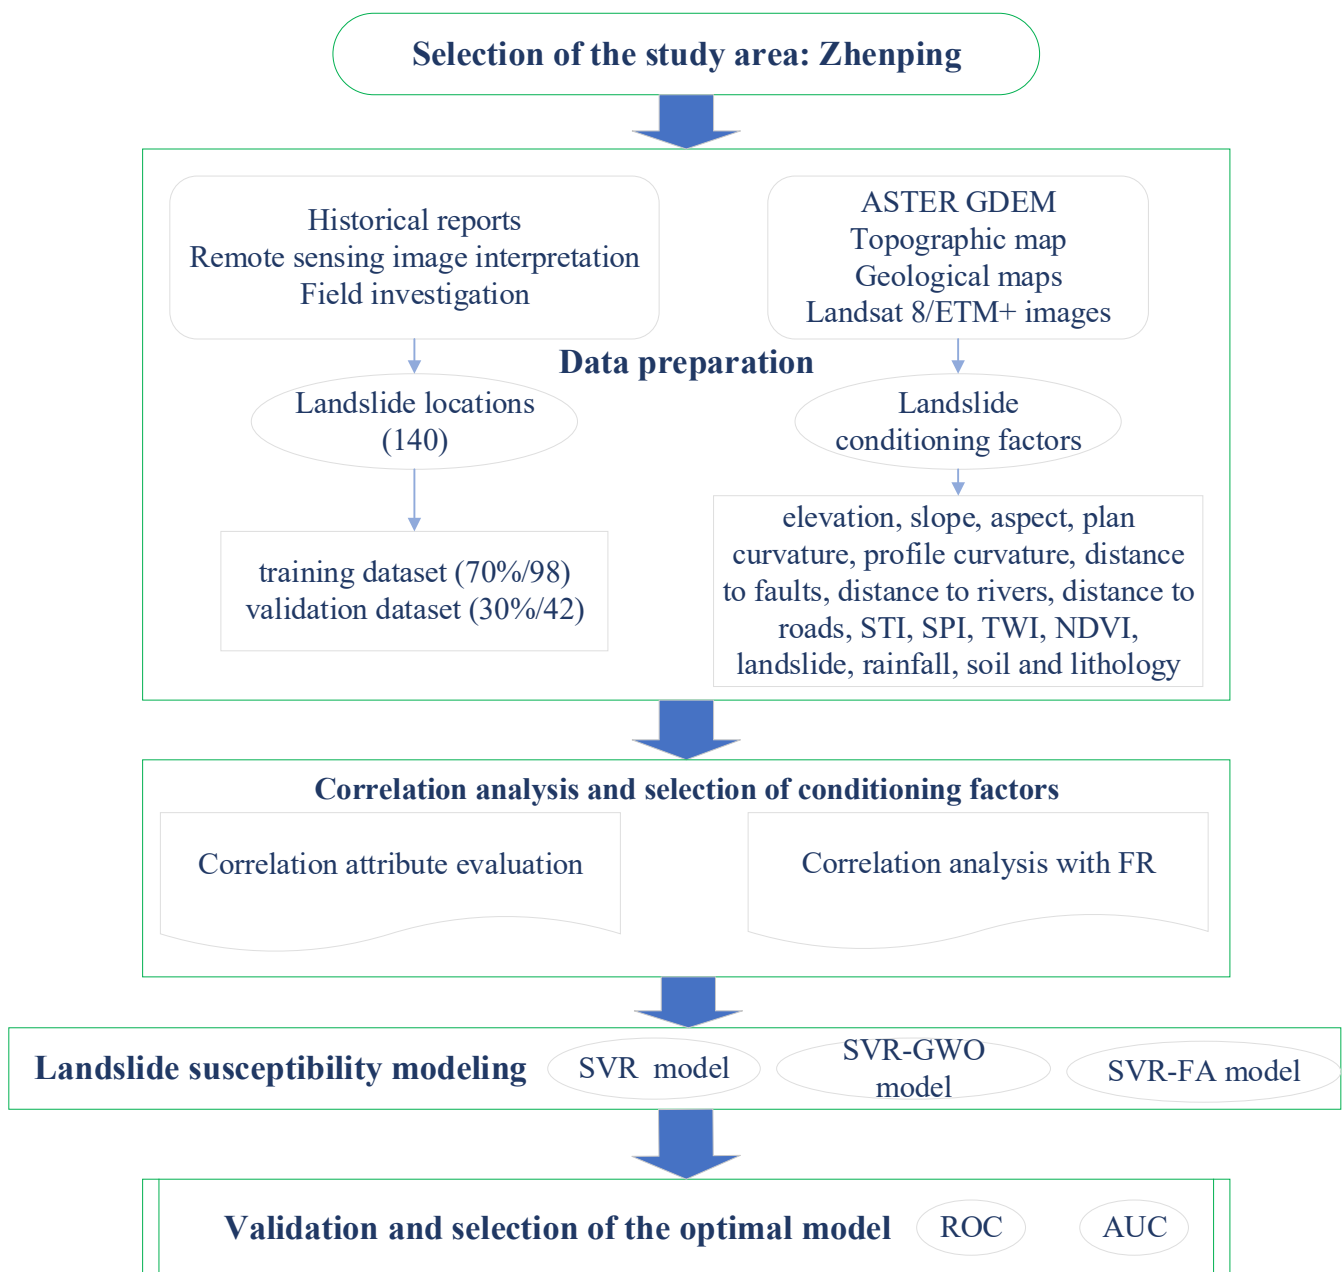 Selection of the study area: Zhenping
Historical reports
Remote sensing image interpretation
Field investigation
ASTER GDEM
Topographic map
Geological maps
Landsat 8/ETM+ images
Data preparation
Landslide locations
(140)
Landslide
conditioning factors
training dataset (70%/98)
validation dataset (30%/42)
elevation, slope, aspect, plan
curvature, profile curvature, distance
to faults, distance to rivers, distance to
roads, STI, SPI, TWI, NDVI,
landslide, rainfall, soil and lithology
Correlation analysis and selection of conditioning factors
Correlation attribute evaluation
Correlation analysis with FR
Landslide susceptibility modeling
SVR model
SVR-GWO
model
SVR-FA model
Validation and selection of the optimal model
ROC
AUC